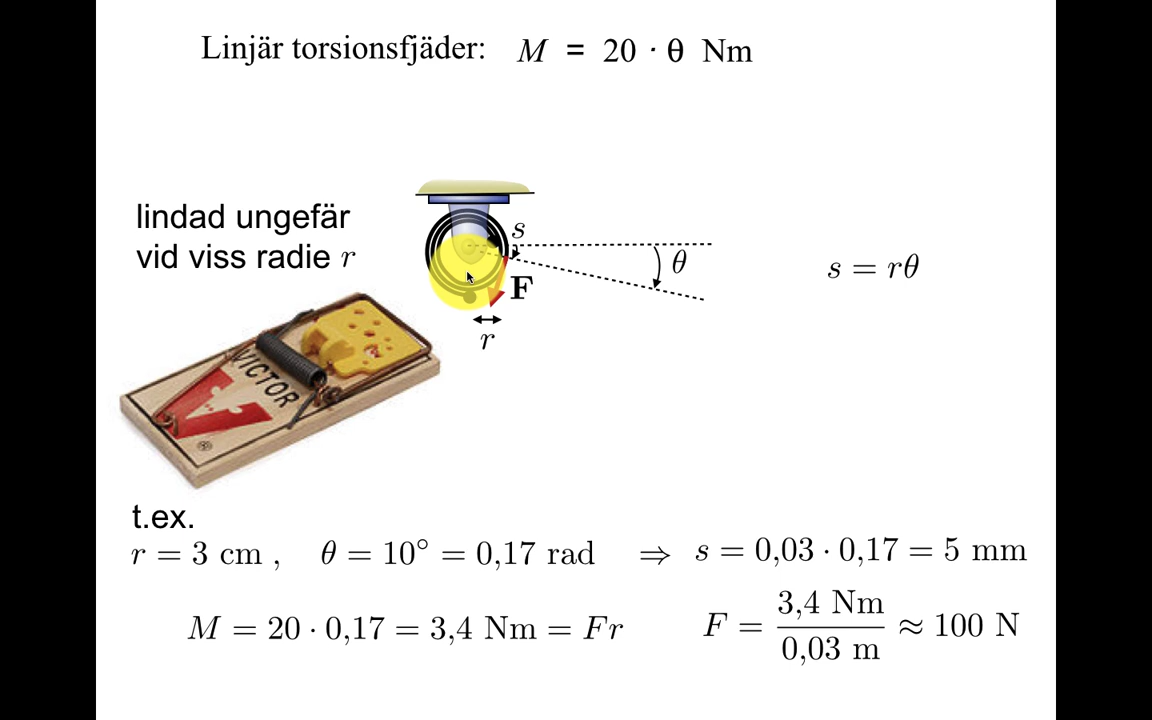 Linjär torsionsfjäder: M = 20 · θ Nm
lindad ungefär
vid viss radie r
s
θ
F
r
s = rθ
VICTOR
®
t.ex.
r = 3 cm , θ = 10° = 0,17 rad ⇒ s = 0,03 · 0,17 = 5 mm
M = 20 · 0,17 = 3,4 Nm = Fr
F = 3,4 Nm / 0,03 m ≈ 100 N